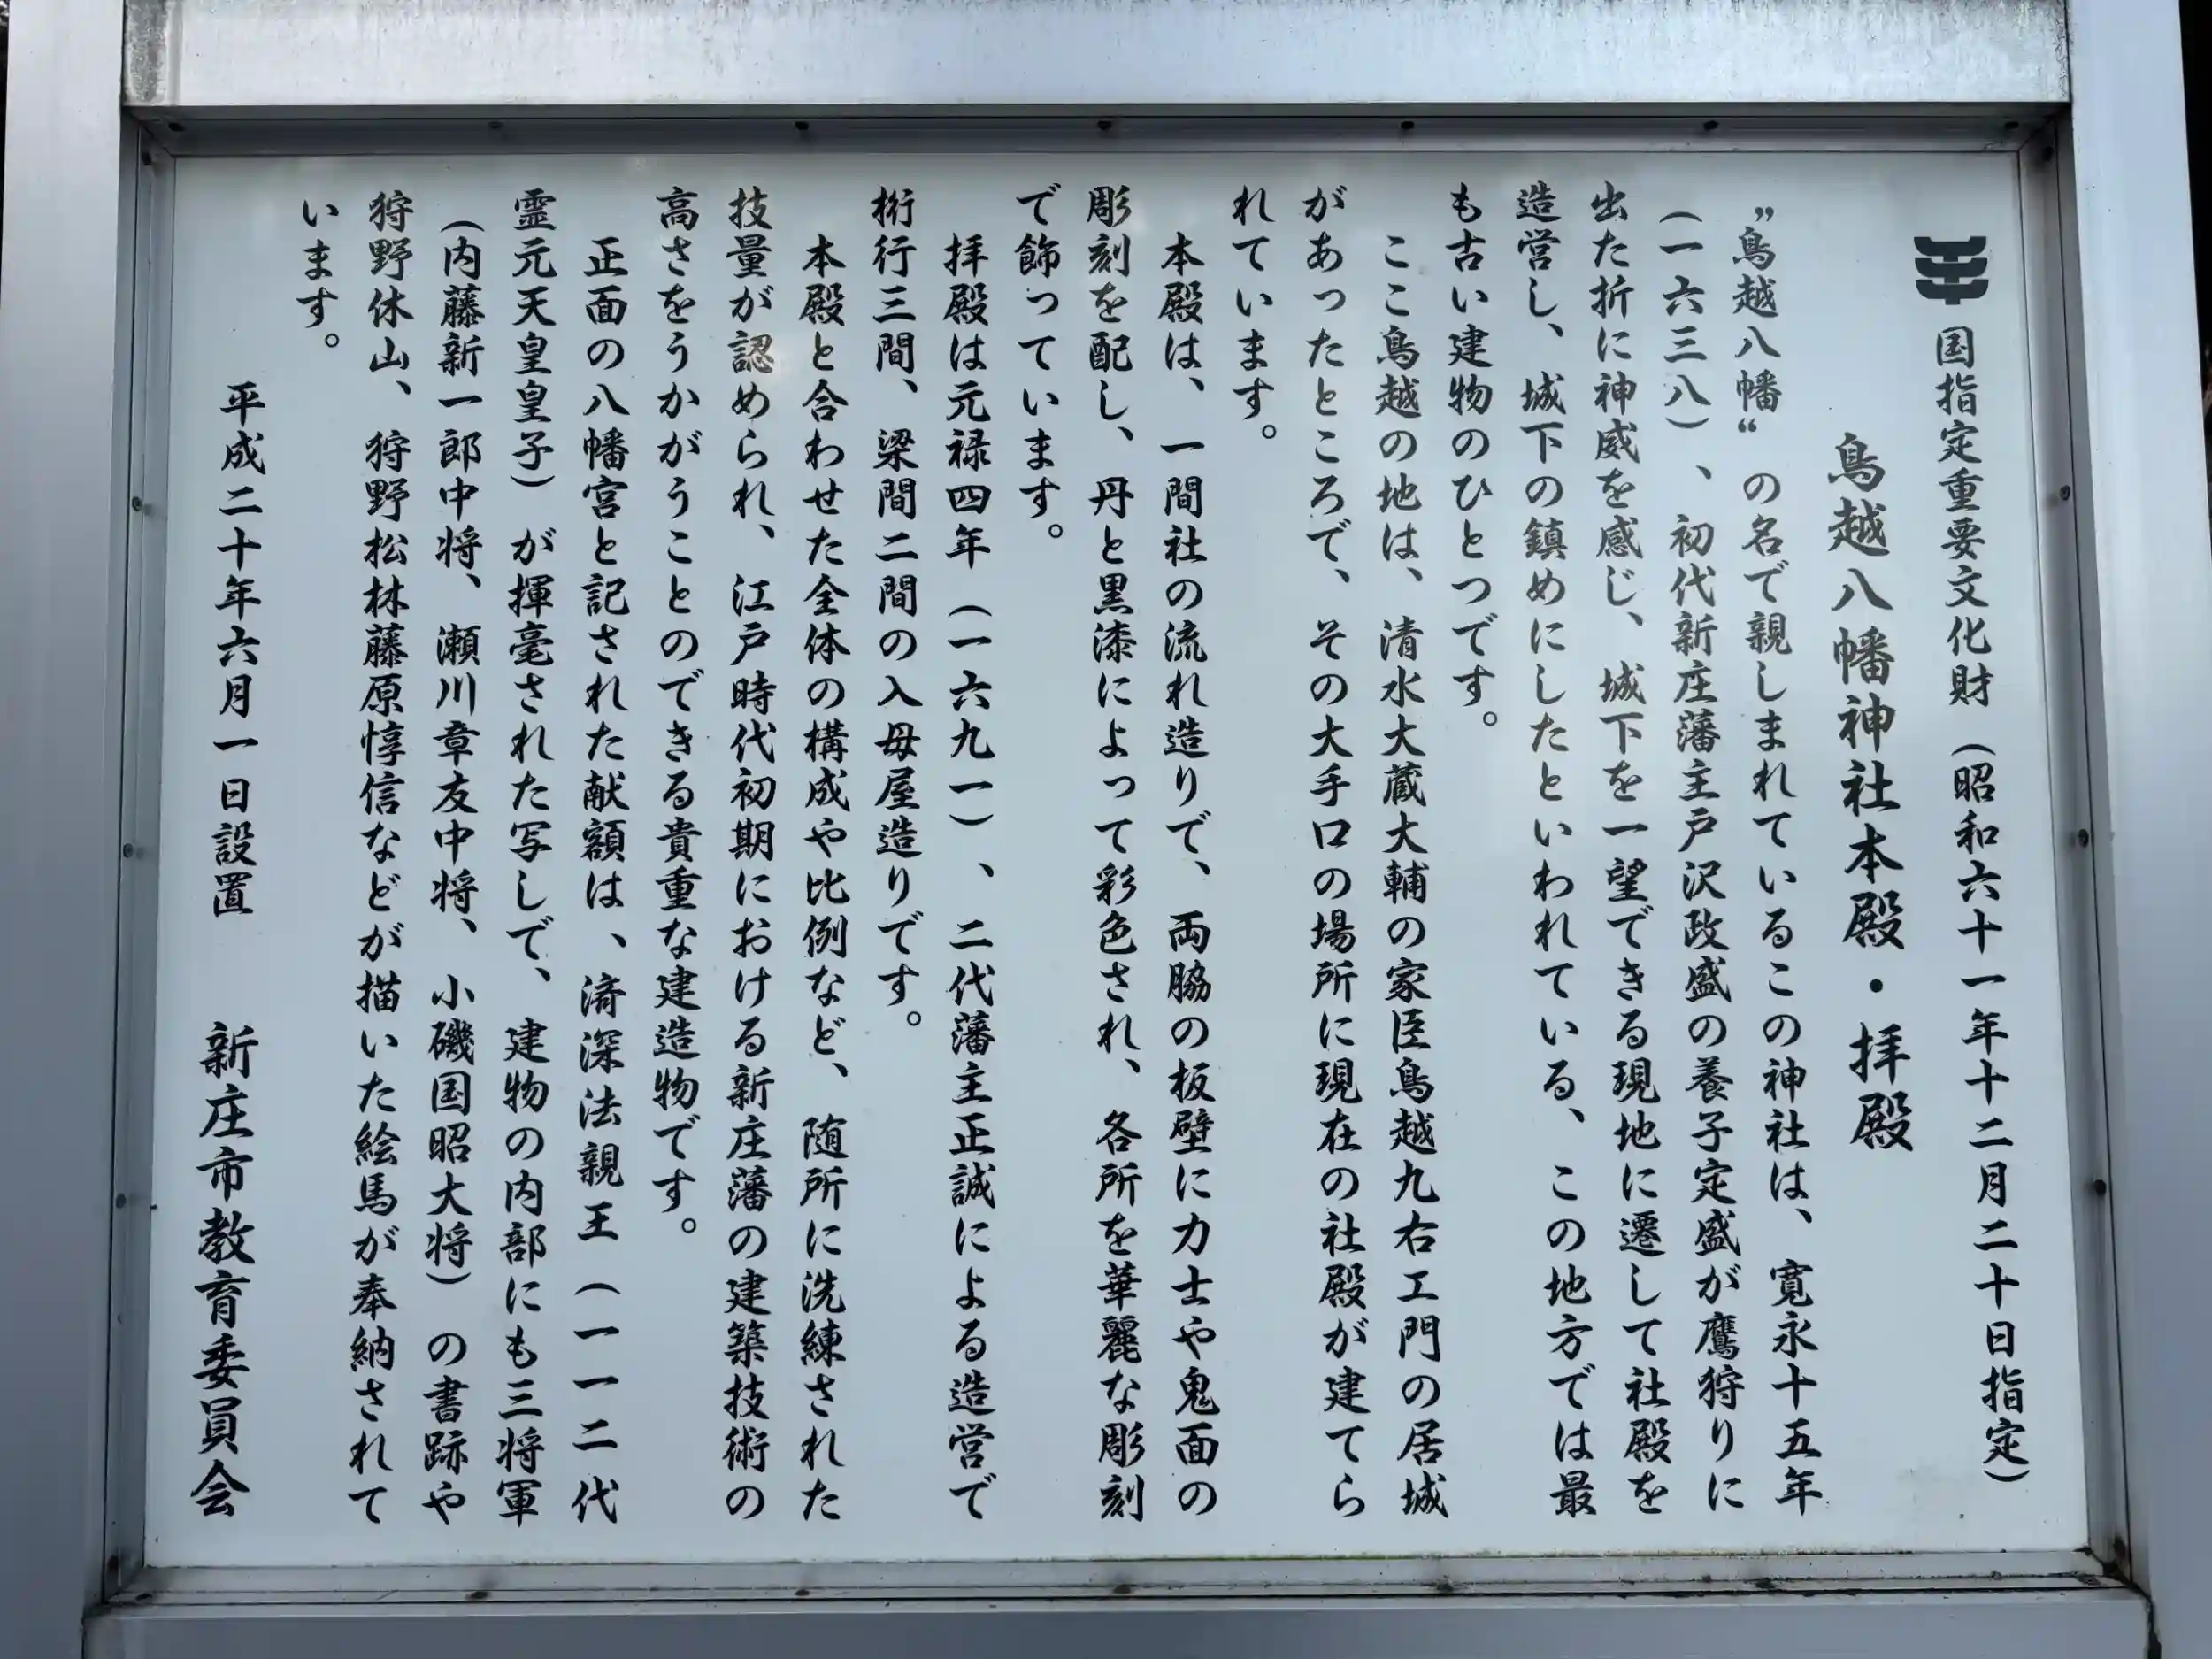 国指定重要文化財（昭和六十一年十二月二十日指定）
鳥越八幡神社本殿・拝殿
〃鳥越八幡〃の名で親しまれているこの神社は、寛永十五年
（一六三八）、初代新庄藩主戸沢政盛の養子定盛が鷹狩りに
出た折に神威を感じ、城下を一望できる現地に遷して社殿を
造営し、城下の鎮めにしたといわれている、この地方では最
も古い建物のひとつです。
ここ鳥越の地は、清水大蔵大輔の家臣鳥越九右エ門の居城
があったところで、その大手口の場所に現在の社殿が建てら
れています。
本殿は、一間社の流れ造りで、両脇の板壁に力士や鬼面の
彫刻を配し、丹と黒漆によって彩色され、各所を華麗な彫刻
で飾っています。
拝殿は元禄四年（一六九一）、二代藩主正誠による造営で
桁行三間、梁間二間の入母屋造りです。
本殿と合わせた全体の構成や比例など、随所に洗練された
技量が認められ、江戸時代初期における新庄藩の建築技術の
高さをうかがうことのできる貴重な建造物です。
正面の八幡宮と記された献額は、済深法親王（一一二代
霊元天皇皇子）が揮毫された写しで、建物の内部にも三将軍
（内藤新一郎中将、瀬川章友中将、小磯国昭大将）の書跡や
狩野休山、狩野松林藤原惇信などが描いた絵馬が奉納されて
います。
平成二十年六月一日設置　新庄市教育委員会